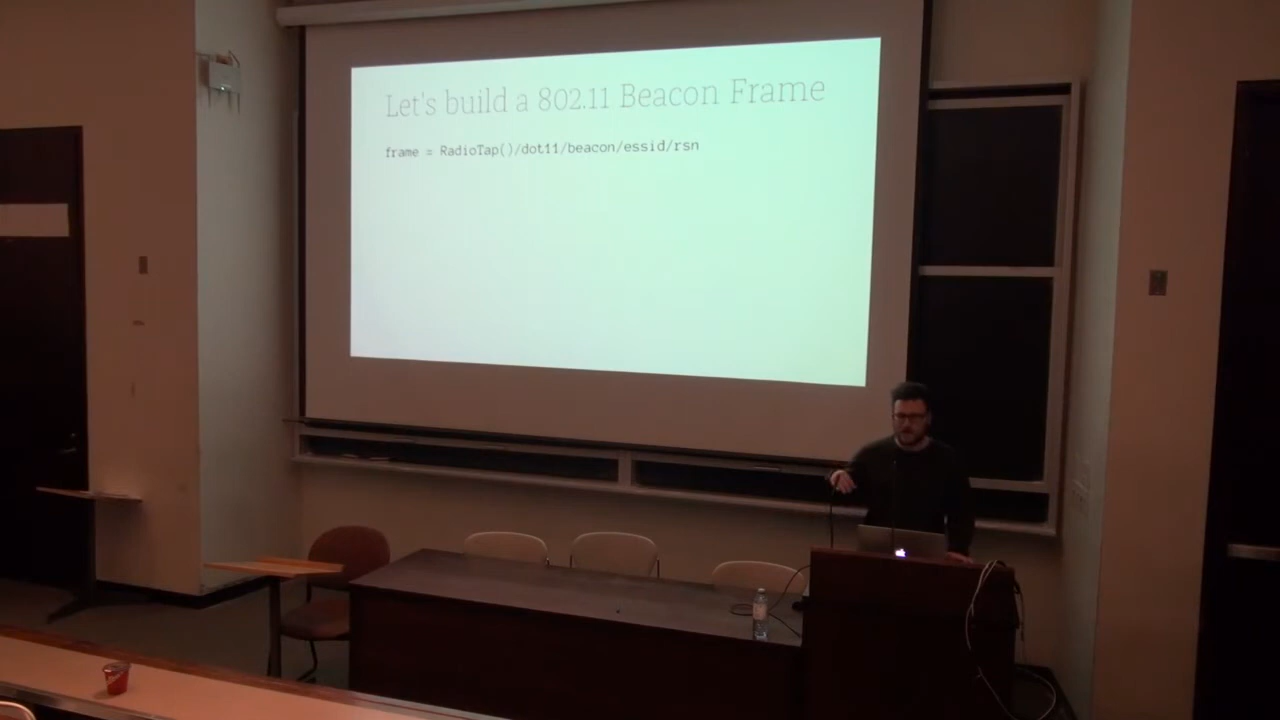 Let's build a 802.11 Beacon Frame
frame = RadioTap()/dot11/beacon/essid/rsn